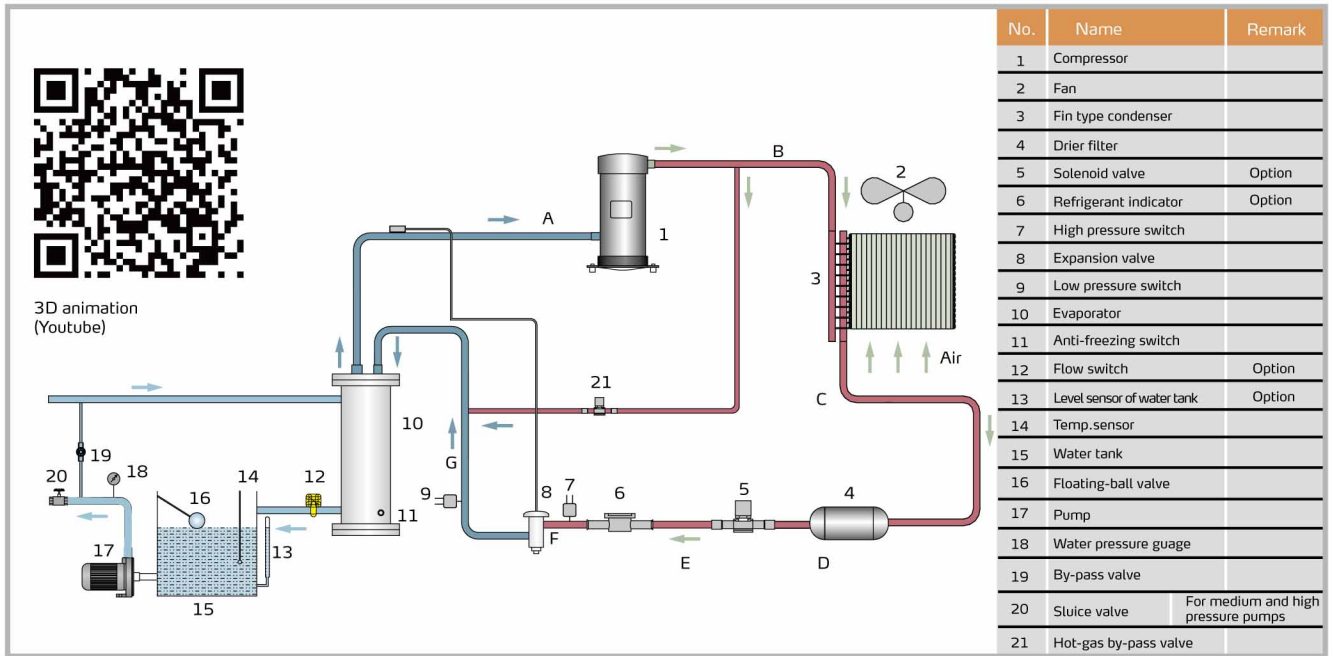 3D animation
(Youtube)
A
B
1
2
3
Air
C
10
21
G
19
20
18
16
14
12
9
11
8
7
6
5
4
F
E
D
17
13
15
No. Name Remark
1 Compressor
2 Fan
3 Fin type condenser
4 Drier filter
5 Solenoid valve Option
6 Refrigerant indicator Option
7 High pressure switch
8 Expansion valve
9 Low pressure switch
10 Evaporator
11 Anti-freezing switch
12 Flow switch Option
13 Level sensor of water tank Option
14 Temp.sensor
15 Water tank
16 Floating-ball valve
17 Pump
18 Water pressure guage
19 By-pass valve
20 Sluice valve For medium and high
pressure pumps
21 Hot-gas by-pass valve